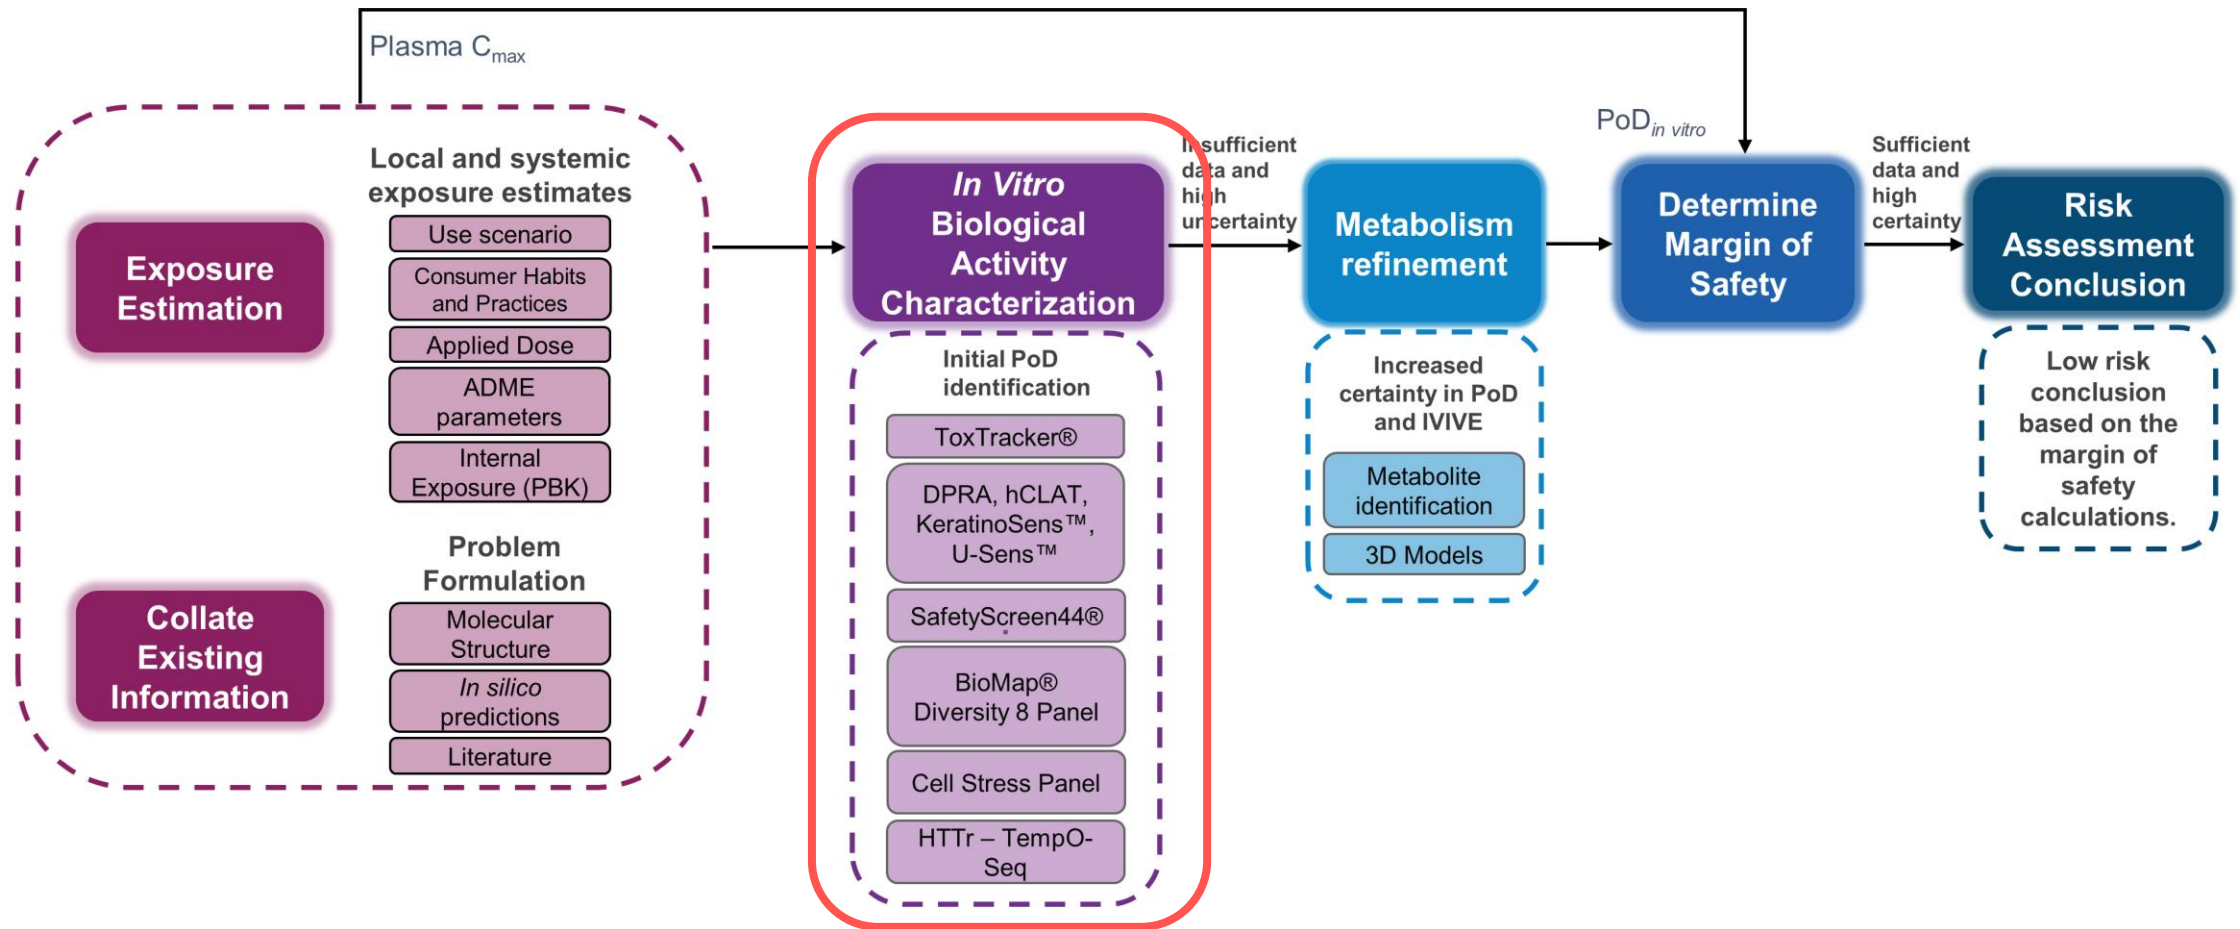 Plasma Cmax
Local and systemic
exposure estimates
Exposure
Estimation
Use scenario
Consumer Habits
and Practices
Applied Dose
ADME
parameters
Internal
Exposure (PBK)
Problem
Formulation
Collate
Existing
Information
Molecular
Structure
In silico
predictions
Literature
In Vitro
Biological
Activity
Characterization
Initial PoD
identification
ToxTracker®
DPRA, hCLAT,
KeratinoSens™,
U-Sens™
SafetyScreen44®
BioMap®
Diversity 8 Panel
Cell Stress Panel
HTTr – TempO-
Seq
Insufficient
data and
high
uncertainty
Metabolism
refinement
Increased
certainty in PoD
and IVIVE
Metabolite
identification
3D Models
PoDin vitro
Determine
Margin of
Safety
Sufficient
data and
high
certainty
Risk
Assessment
Conclusion
Low risk
conclusion
based on the
margin of
safety
calculations.